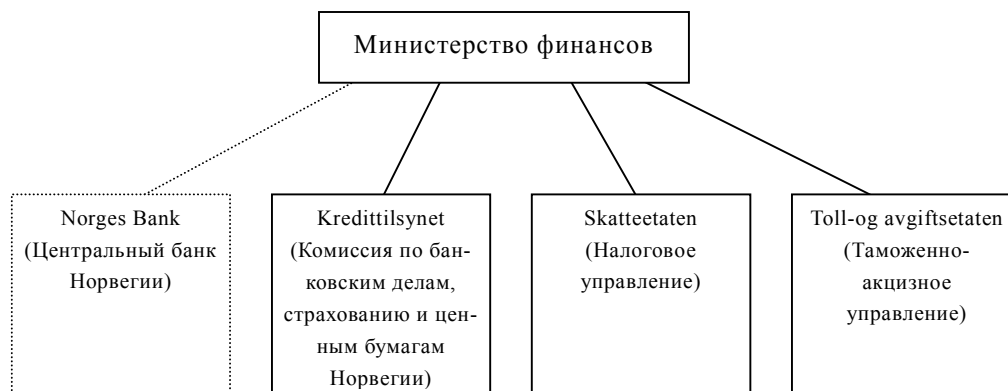 Министерство финансов
Norges Bank
(Центральный банк
Норвегии)
Kredittilsynet
(Комиссия по бан-
ковским делам,
страхованию и цен-
ным бумагам
Норвегии)
Skatteetaten
(Налоговое
управление)
Toll-og avgiftsetaten
(Таможенно-
акцизное
управление)